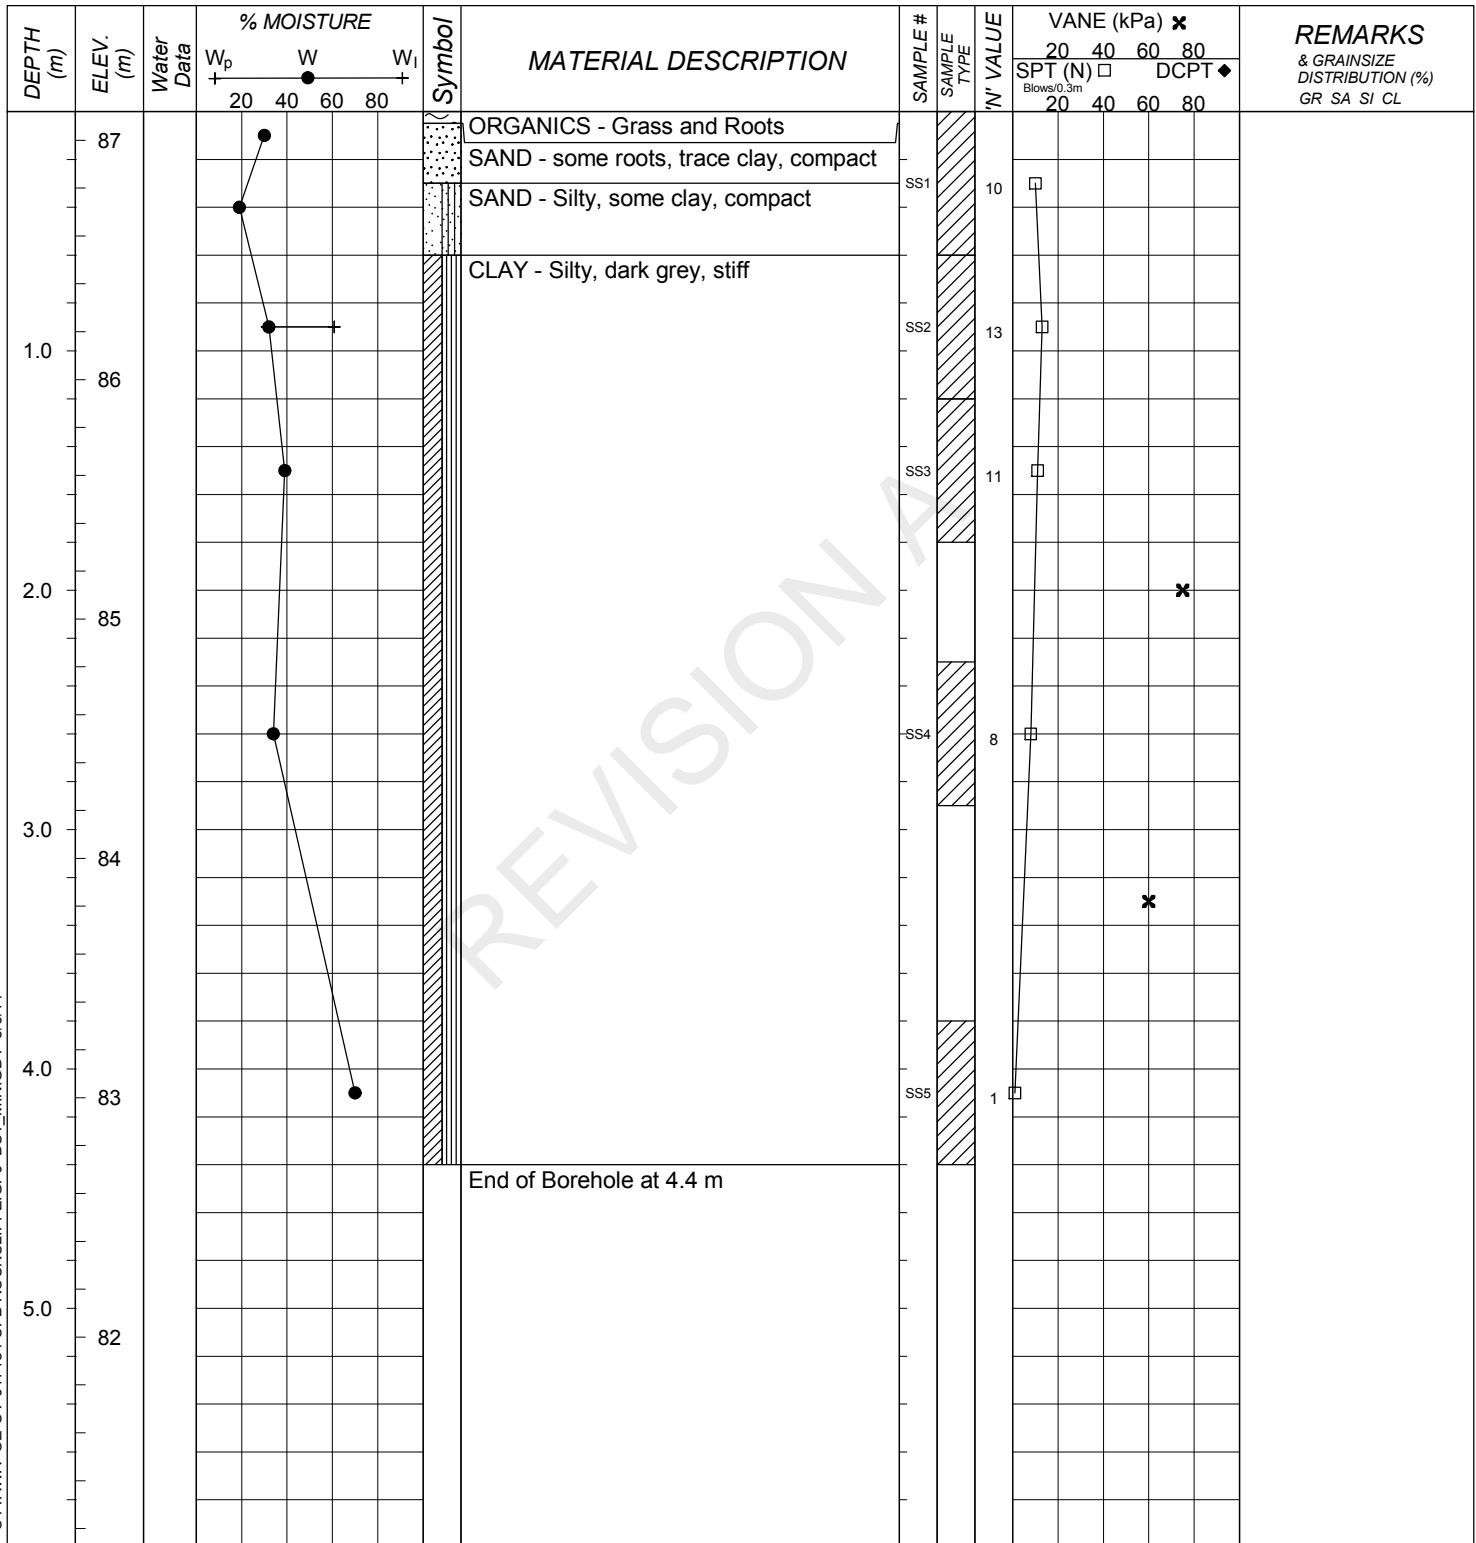 DEPTH (m)
ELEV. (m)
Water Data
% MOISTURE
Wp W Wl
20 40 60 80
Symbol
MATERIAL DESCRIPTION
SAMPLE #
SAMPLE TYPE
'N' VALUE
VANE (kPa) ✖
20 40 60 80
SPT (N) □ DCPT ◆
Blows/0.3m
20 40 60 80
REMARKS
& GRAINSIZE
DISTRIBUTION (%)
GR SA SI CL
ORGANICS - Grass and Roots
87
SAND - some roots, trace clay, compact
SS1 10
SAND - Silty, some clay, compact
CLAY - Silty, dark grey, stiff
SS2 13
1.0
86
SS3 11
2.0
85
SS4 8
3.0
84
4.0
83
SS5 1
End of Borehole at 4.4 m
5.0
82
REVISION A